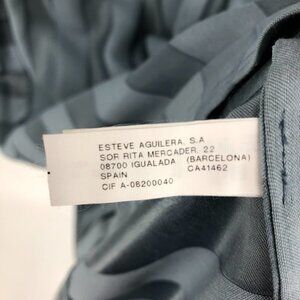 ESTEVE AGUILERA, S.A
SOR RITA MERCADER, 22
08700 IGUALADA (BARCELONA)
SPAIN CA41462
CIF A-08200040